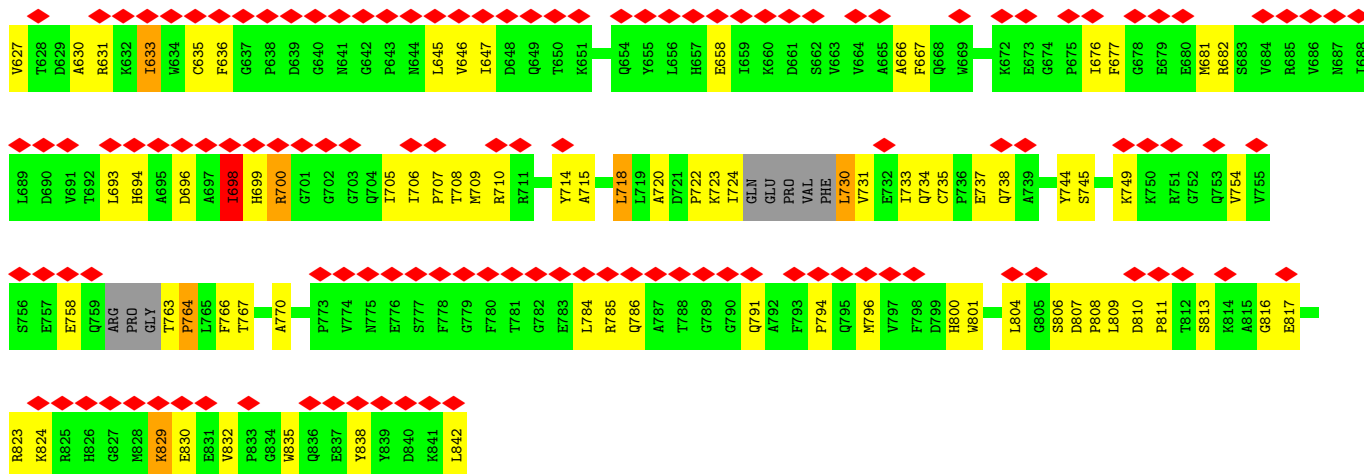 V627 T628 D629 A630 R631 K632 I633 W634 C635 F636 G637 P638 D639 G640 N641 G642 P643 N644 L645 V646 I647 D648 Q649 T650 K651 Q654 Y655 L656 H657 E658 I659 K660 D661 S662 V663 V664 A665 A666 F667 Q668 W669 K672 E673 G674 P675 I676 F677 G678 E679 E680 M681 R682 S683 V684 R685 V686 N687 I688
L689 D690 V691 T692 L693 H694 A695 D696 A697 I698 H699 R700 G701 G702 G703 Q704 I705 I706 P707 T708 M709 R710 R711 Y714 A715 L718 L719 A720 D721 P722 K723 I724 GLN GLU PRO VAL PHE L730 V731 E732 I733 Q734 C735 P736 E737 Q738 A739 Y744 S745 K749 K750 R751 G752 Q753 V754 V755
S756 E757 E758 Q759 ARG PRO GLY T763 P764 L765 F766 T767 A770 P773 V774 N775 E776 S777 F778 G779 F780 T781 G782 E783 L784 R785 Q786 A787 T788 G789 G790 Q791 A792 F793 P794 Q795 M796 V797 F798 D799 H800 W801 L804 G805 S806 D807 P808 L809 D810 P811 T812 S813 K814 A815 G816 E817
R823 K824 R825 H826 G827 M828 K829 E830 E831 V832 P833 G834 W835 Q836 E837 Y838 Y839 D840 K841 L842